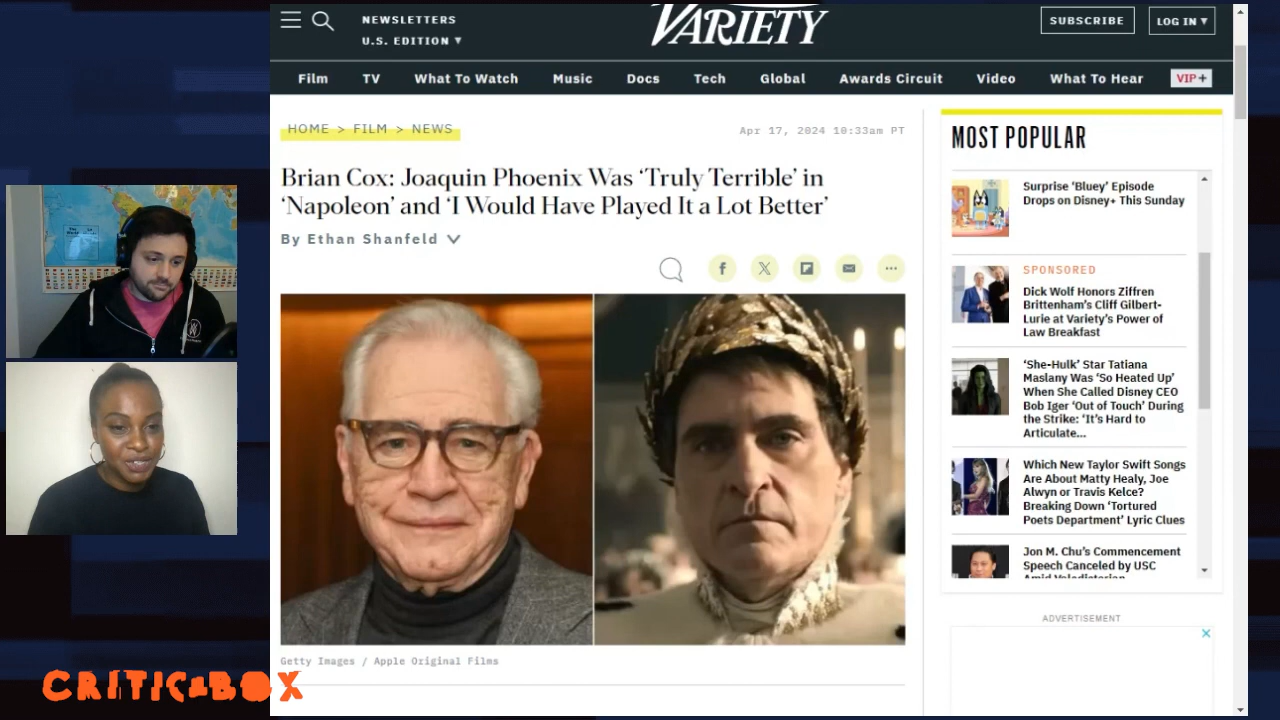 NEWSLETTERS
U.S. EDITION ▾
VARIETY
SUBSCRIBE
LOG IN ▾
Film TV What To Watch Music Docs Tech Global Awards Circuit Video What To Hear VIP+
HOME > FILM > NEWS
Apr 17, 2024 10:33am PT
Brian Cox: Joaquin Phoenix Was ‘Truly Terrible’ in
‘Napoleon’ and ‘I Would Have Played It a Lot Better’
By Ethan Shanfeld
Getty Images / Apple Original Films
MOST POPULAR
Surprise ‘Bluey’ Episode
Drops on Disney+ This Sunday
SPONSORED
Dick Wolf Honors Ziffren
Brittenham’s Cliff Gilbert-
Lurie at Variety’s Power of
Law Breakfast
‘She-Hulk’ Star Tatiana
Maslany Was ‘So Heated Up’
When She Called Disney CEO
Bob Iger ‘Out of Touch’ During
the Strike: ‘It’s Hard to
Articulate...
Which New Taylor Swift Songs
Are About Matty Healy, Joe
Alwyn or Travis Kelce?
Breaking Down ‘Tortured
Poets Department’ Lyric Clues
Jon M. Chu’s Commencement
Speech Canceled by USC
Amid Valedictorian
ADVERTISEMENT
CRITICBOX